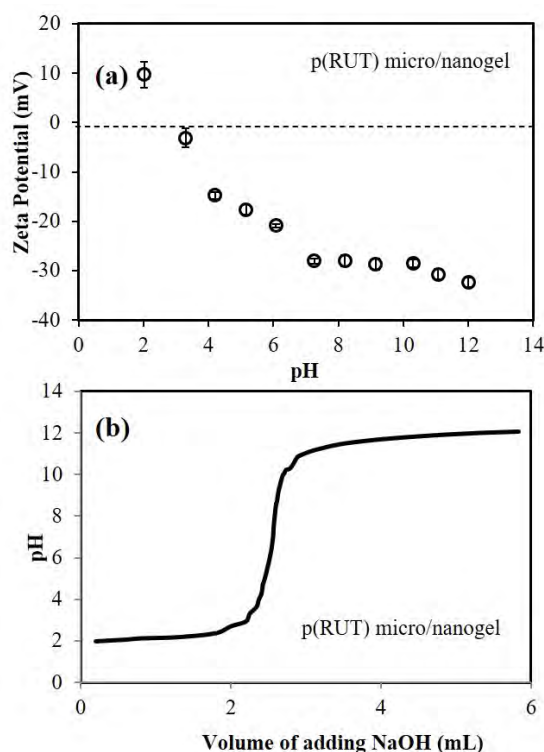 20
10
0
-10
-20
-30
-40
Zeta Potential (mV)
(a)
p(RUT) micro/nanogel
0 2 4 6 8 10 12 14
pH
14
12
10
8
6
4
2
0
pH
(b)
p(RUT) micro/nanogel
0 2 4 6
Volume of adding NaOH (mL)